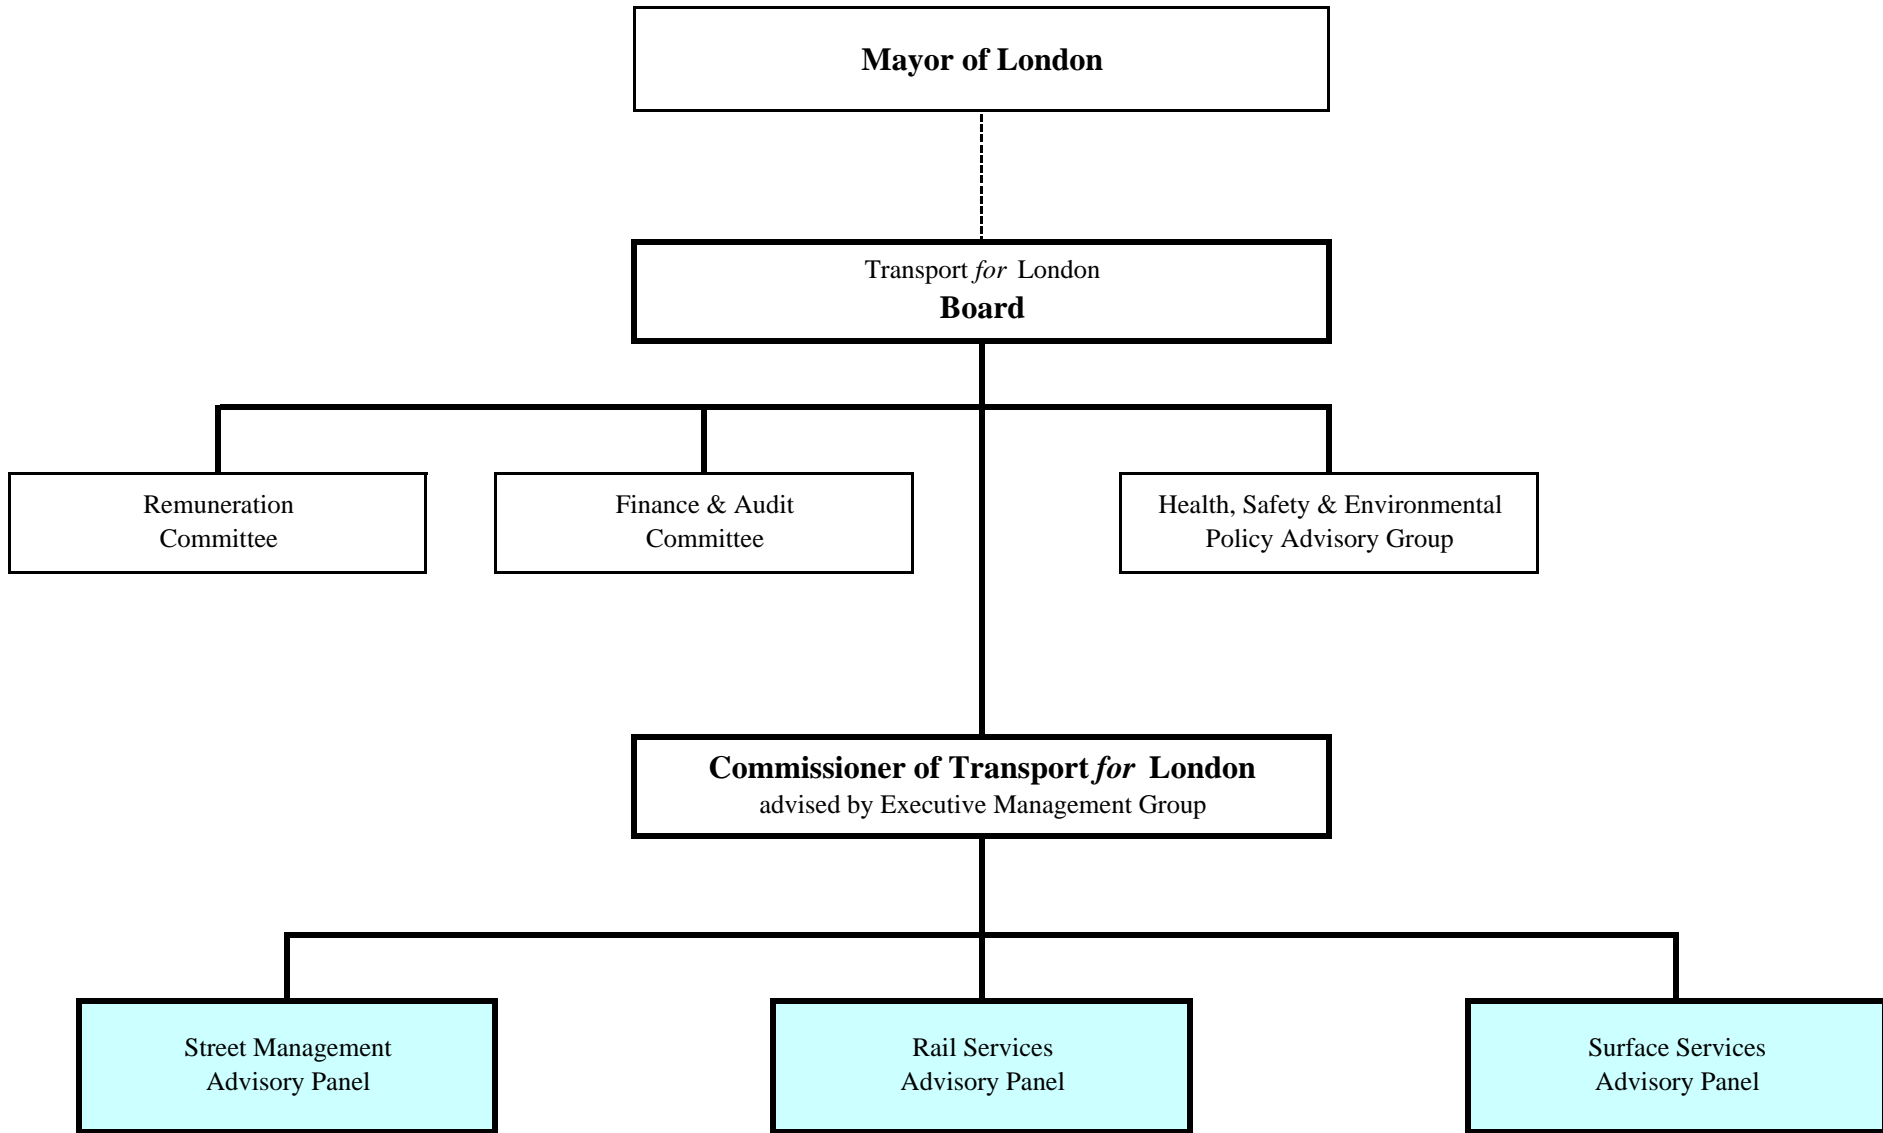 Mayor of London
Transport for London
Board
Remuneration
Committee
Finance & Audit
Committee
Health, Safety & Environmental
Policy Advisory Group
Commissioner of Transport for London
advised by Executive Management Group
Street Management
Advisory Panel
Rail Services
Advisory Panel
Surface Services
Advisory Panel